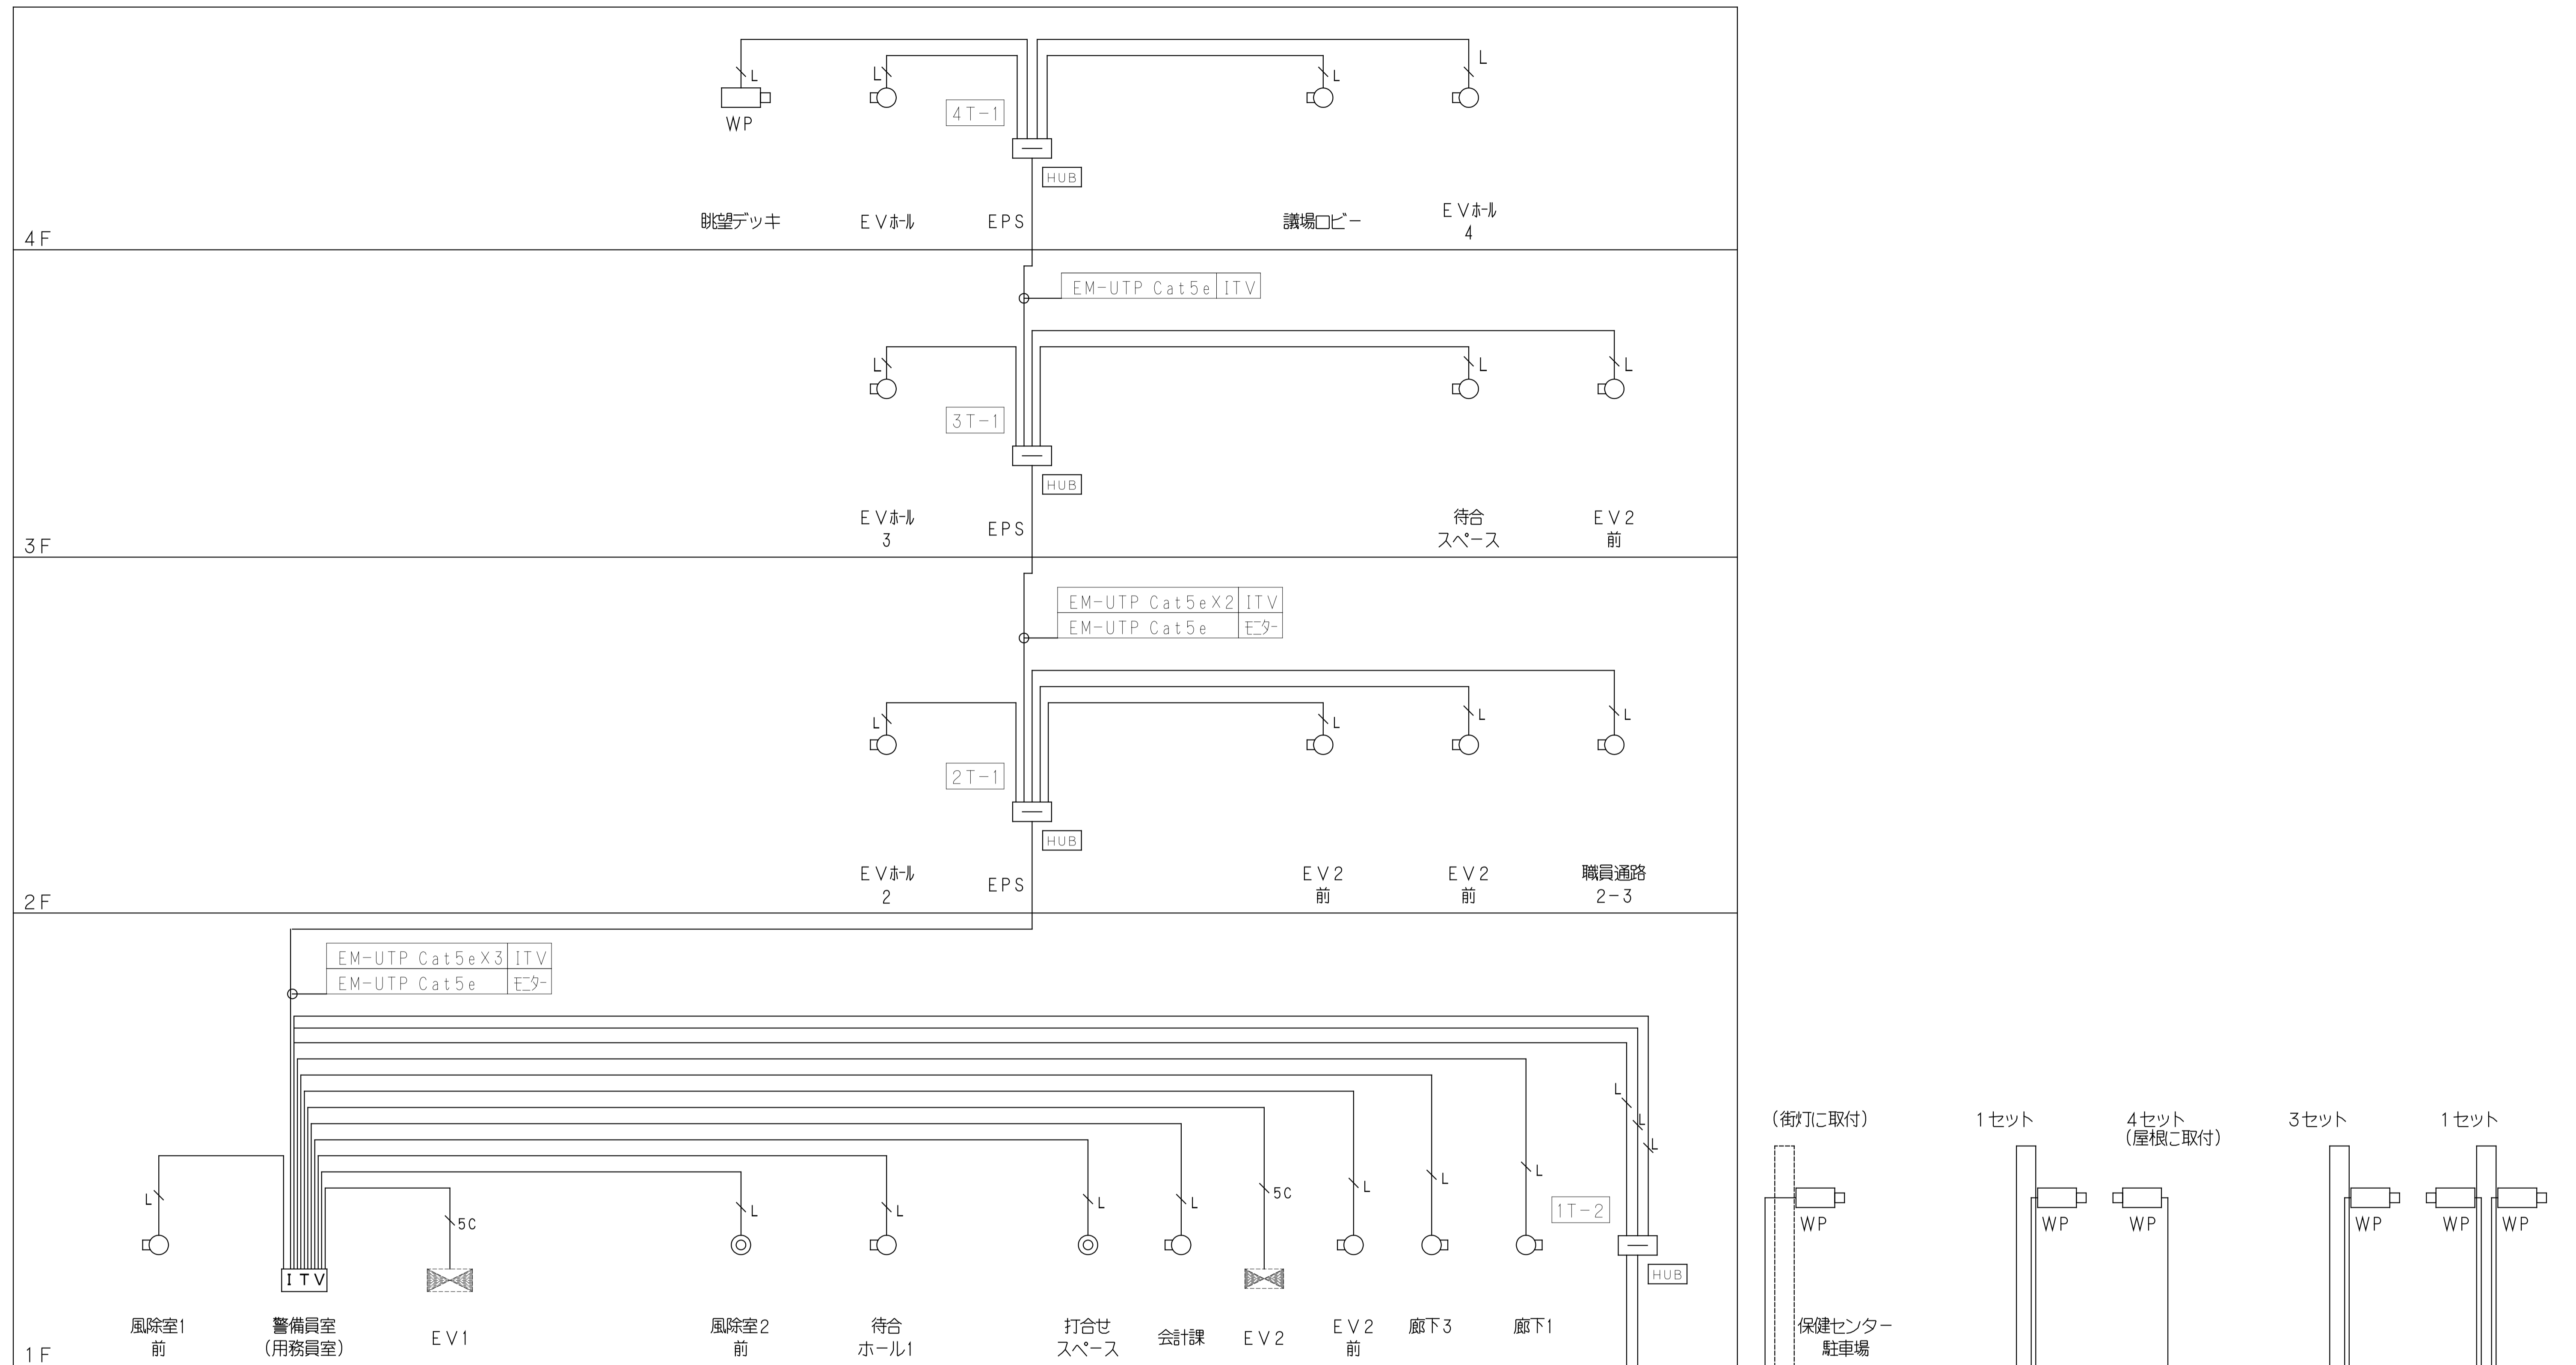 L
L
L
L
WP
4T-1
HUB
眺望デッキ
EVホール
EPS
議場ロビー
EVホール
4
4F
EM-UTP Cat5e ITV
L
L
L
3T-1
HUB
EVホール
3
EPS
待合
スペース
EV2
前
3F
EM-UTP Cat5eX2 ITV
EM-UTP Cat5e モニター
L
L
L
L
2T-1
HUB
EVホール
2
EPS
EV2
前
EV2
前
職員通路
2-3
2F
EM-UTP Cat5eX3 ITV
EM-UTP Cat5e モニター
L
L
L
L
5C
L
L
L
L
5C
L
L
L
1T-2
HUB
ITV
L
風除室1
前
警備員室
(用務員室)
EV1
風除室2
前
待合
ホール1
打合せ
スペース
会計課
EV2
EV2
前
廊下3
廊下1
1F
(街灯に取付)
WP
保健センター
駐車場
1セット
WP
4セット
(屋根に取付)
WP
3セット
WP
1セット
WP
WP